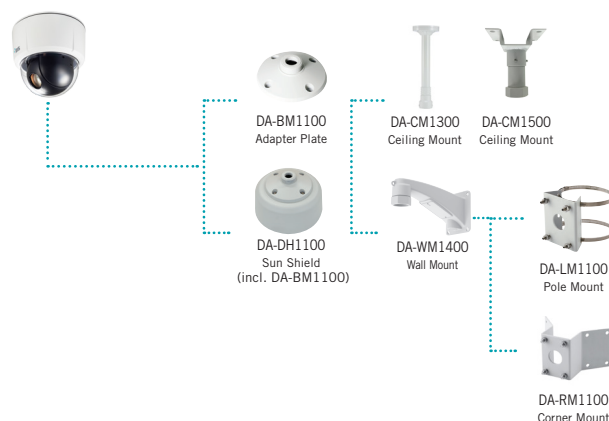 DA-BM1100
Adapter Plate
DA-CM1300
Ceiling Mount
DA-CM1500
Ceiling Mount
DA-DH1100
Sun Shield
(incl. DA-BM1100)
DA-WM1400
Wall Mount
DA-LM1100
Pole Mount
DA-RM1100
Corner Mount